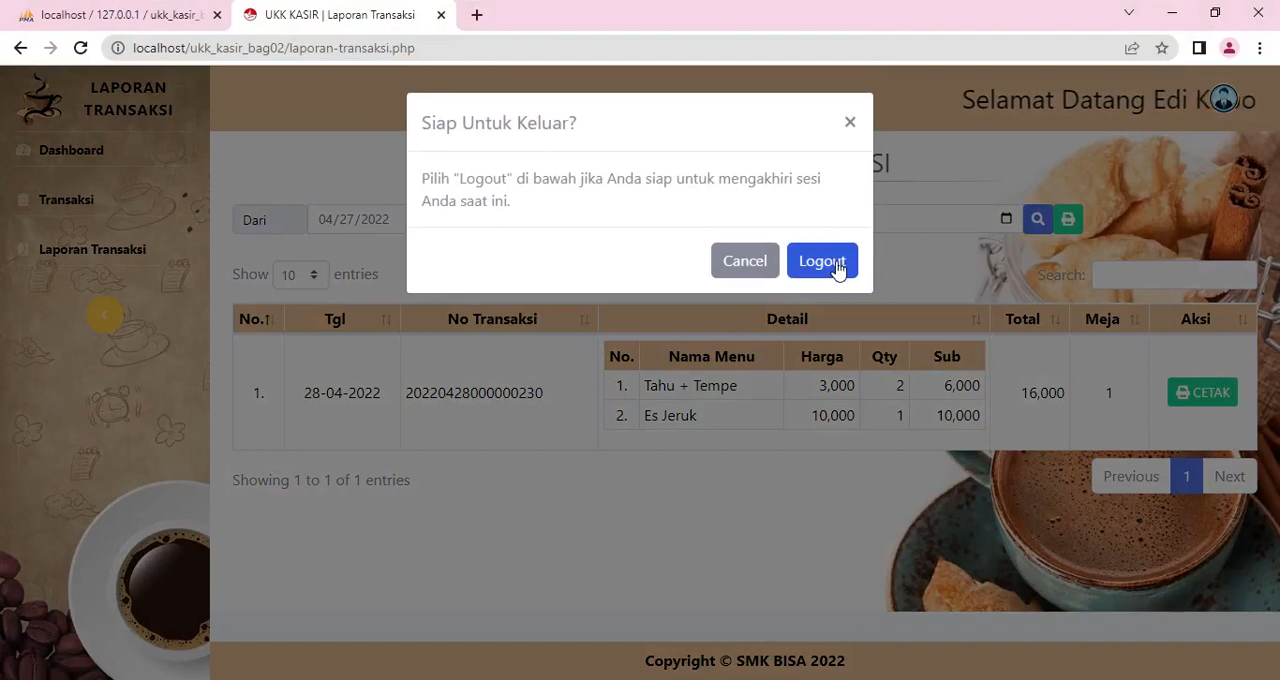 localhost / 127.0.0.1 / ukk_kasir_b
UKK KASIR | Laporan Transaksi
localhost/ukk_kasir_bag02/laporan-transaksi.php
LAPORAN
TRANSAKSI
Dashboard
Transaksi
Laporan Transaksi
Selamat Datang Edi
Siap Untuk Keluar?
×
Pilih "Logout" di bawah jika Anda siap untuk mengakhiri sesi
Anda saat ini.
Cancel
Logout
SI
Dari
04/27/2022
Show 10 entries
Search:
No. Tgl No Transaksi Detail Total Meja Aksi
No. Nama Menu Harga Qty Sub
1. Tahu + Tempe 3,000 2 6,000
1. 28-04-2022 20220428000000230 16,000 1 CETAK
2. Es Jeruk 10,000 1 10,000
Showing 1 to 1 of 1 entries
Previous 1 Next
Copyright © SMK BISA 2022